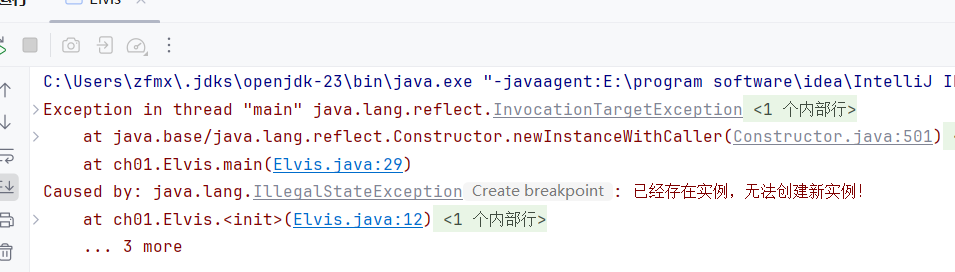 Elvis
C:\Users\zfmx\.jdks\openjdk-23\bin\java.exe "-javaagent:E:\program software\idea\IntelliJ
Exception in thread "main" java.lang.reflect.InvocationTargetException <1 个内部行>
at java.base/java.lang.reflect.Constructor.newInstanceWithCaller(Constructor.java:501)
at ch01.Elvis.main(Elvis.java:29)
Caused by: java.lang.IllegalStateException Create breakpoint : 已经存在实例，无法创建新实例!
at ch01.Elvis.<init>(Elvis.java:12) <1 个内部行>
... 3 more